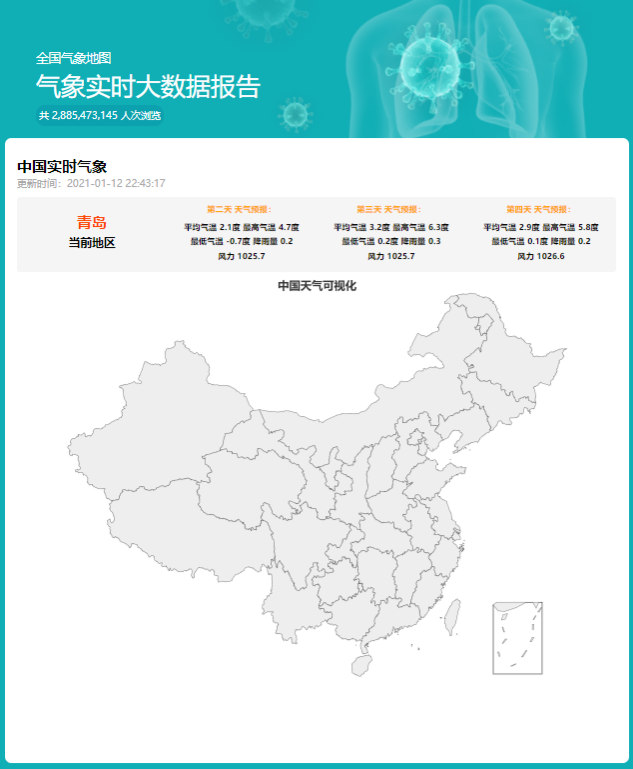 全国气象地图
气象实时大数据报告
共 2,885,473,145 人次浏览
中国实时气象
更新时间：2021-01-12 22:43:17
青岛
当前地区
第二天 天气预报：
平均气温 2.1度 最高气温 4.7度
最低气温 -0.7度 降雨量 0.2
风力 1025.7
第三天 天气预报：
平均气温 3.2度 最高气温 6.3度
最低气温 0.2度 降雨量 0.3
风力 1025.7
第四天 天气预报：
平均气温 2.9度 最高气温 5.8度
最低气温 0.1度 降雨量 0.2
风力 1026.6
中国天气可视化